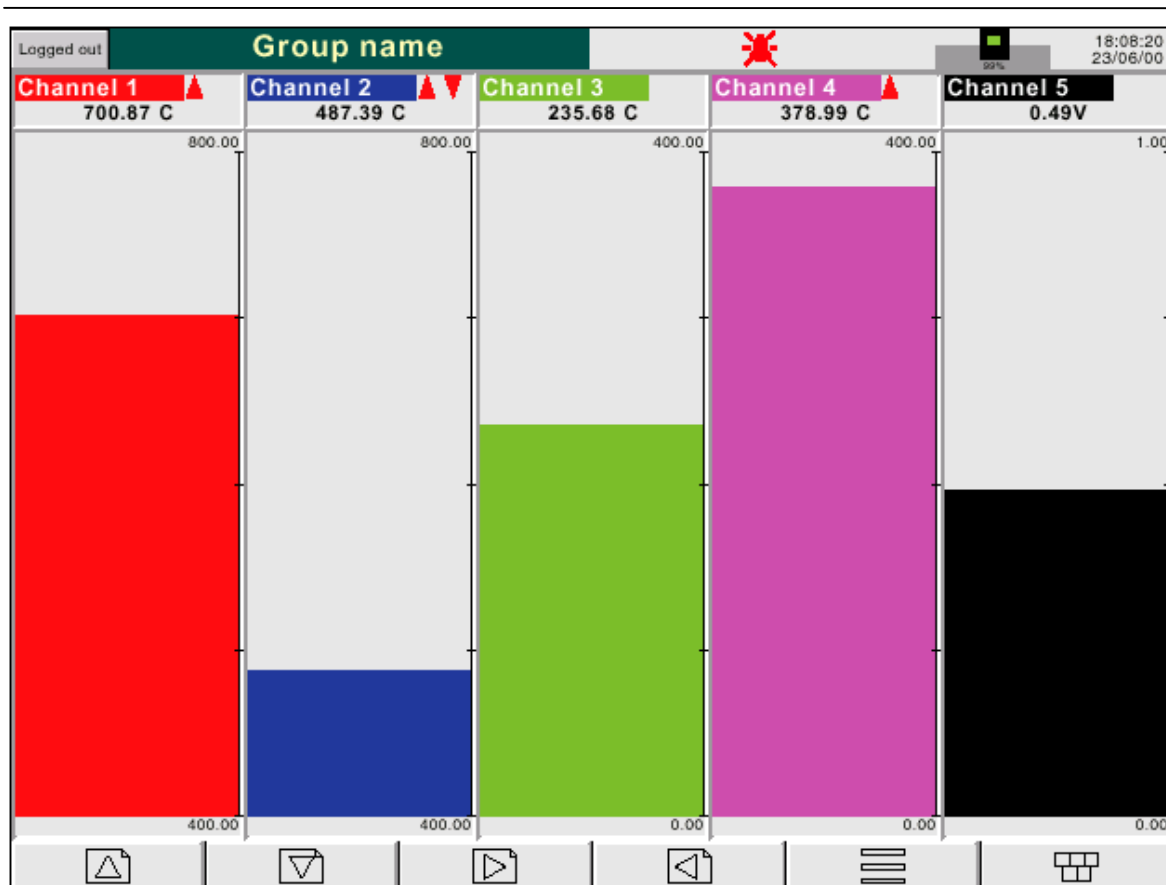 Logged out
Group name
99%
18:08:20
23/06/00
Channel 1
700.87 C
Channel 2
487.39 C
Channel 3
235.68 C
Channel 4
378.99 C
Channel 5
0.49V
800.00
800.00
400.00
400.00
1.00
400.00
400.00
0.00
0.00
0.00